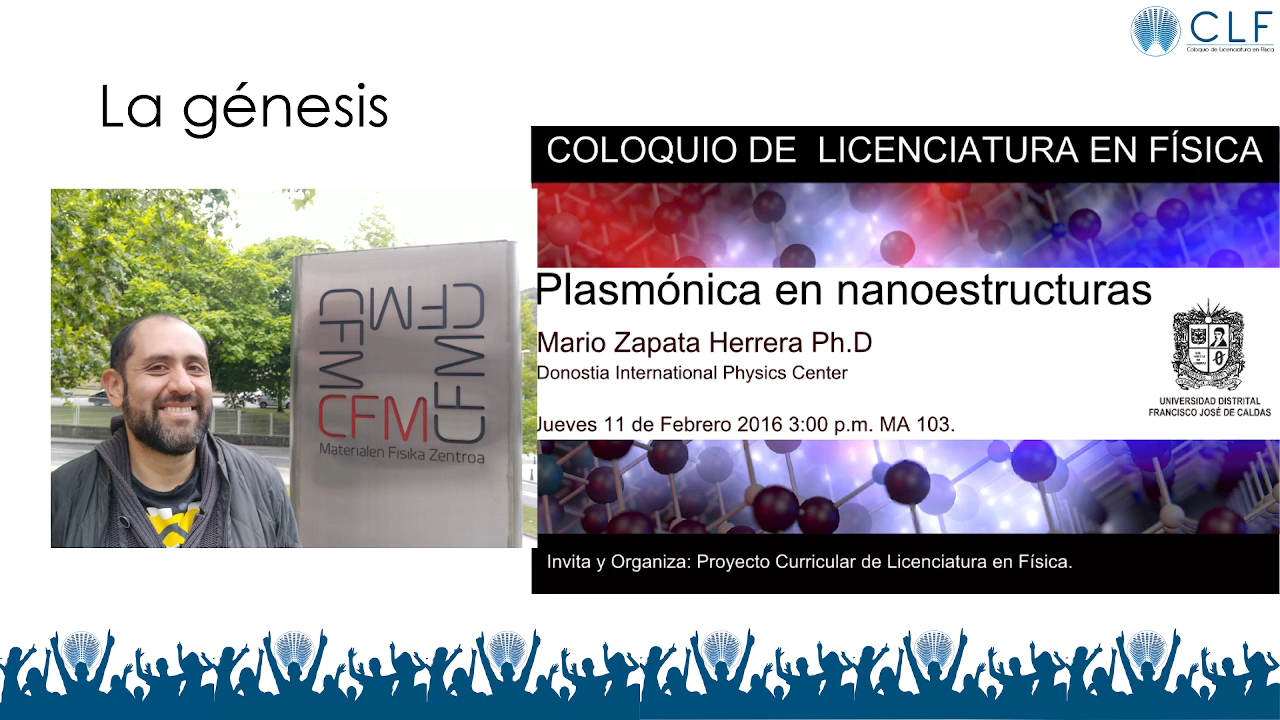 CLF
Coloquio de Licenciatura en Física
La génesis
COLOQUIO DE LICENCIATURA EN FÍSICA
Plasmónica en nanoestructuras
Mario Zapata Herrera Ph.D
Donostia International Physics Center
Jueves 11 de Febrero 2016 3:00 p.m. MA 103.
UNIVERSIDAD DISTRITAL
FRANCISCO JOSÉ DE CALDAS
Invita y Organiza: Proyecto Curricular de Licenciatura en Física.
CFM
CFM
CFM
CFM
Materialen Fisika Zentroa